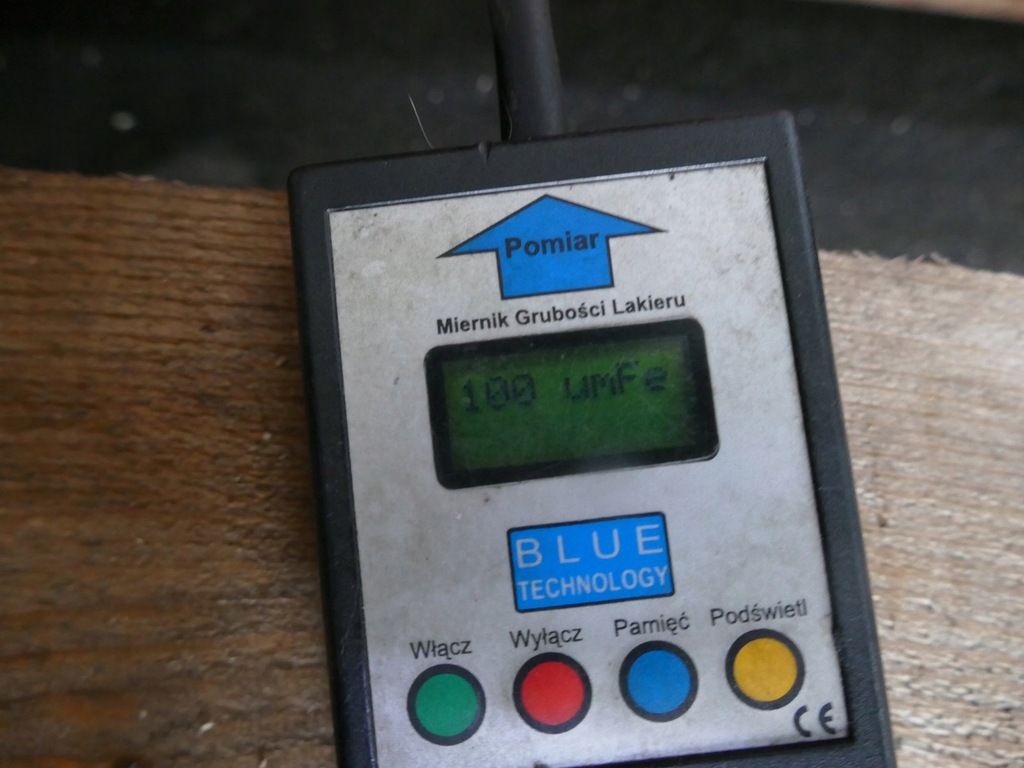 Pomiar
Miernik Grubości Lakieru
100 umFe
BLUE
TECHNOLOGY
Włącz Wyłącz Pamięć Podświetl
CE